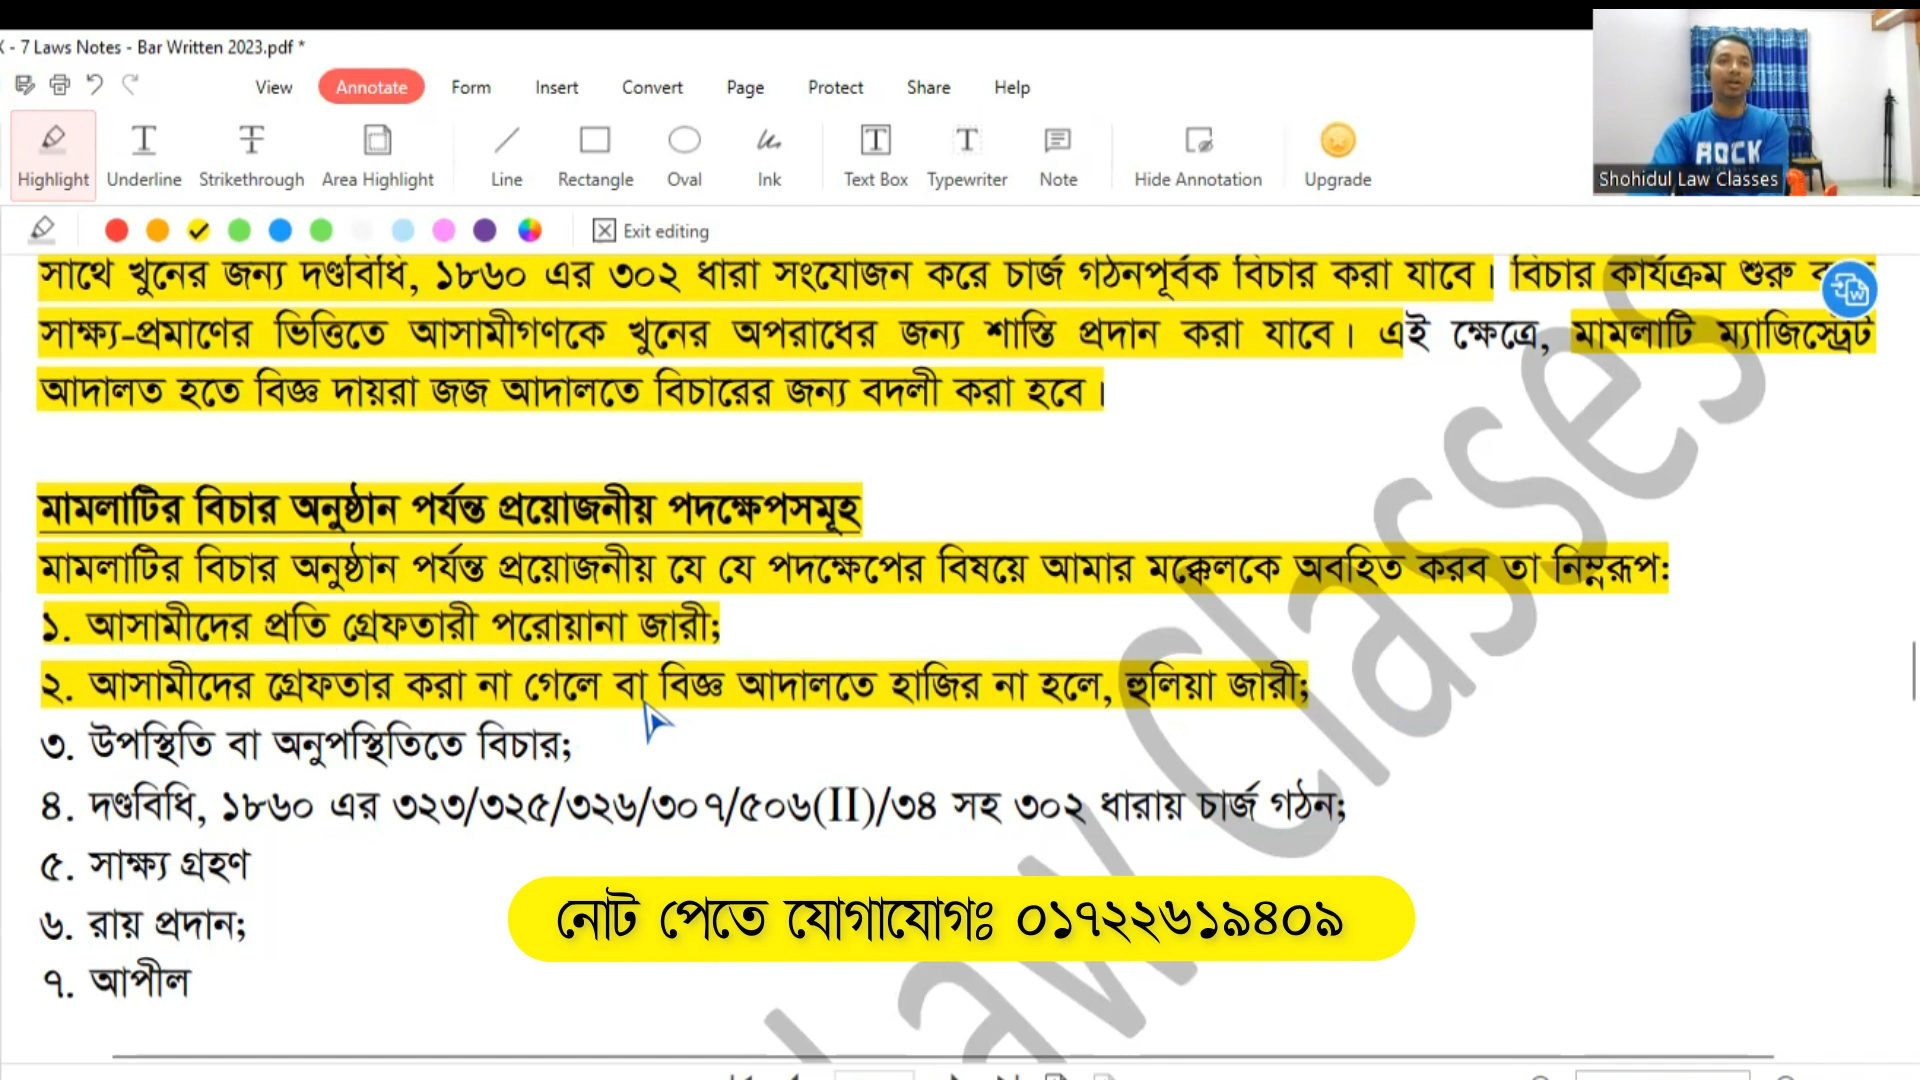 - 7 Laws Notes - Bar Written 2023.pdf *
View Annotate Form Insert Convert Page Protect Share Help
Highlight Underline Strikethrough Area Highlight Line Rectangle Oval Ink Text Box Typewriter Note Hide Annotation Upgrade
Shohidul Law Classes
ROCK
Exit editing
সাথে খুনের জন্য দণ্ডবিধি, ১৮৬০ এর ৩০২ ধারা সংযোজন করে চার্জ গঠনপূর্বক বিচার করা যাবে। বিচার কার্যক্রম শুরু
সাক্ষ্য-প্রমাণের ভিত্তিতে আসামীগণকে খুনের অপরাধের জন্য শাস্তি প্রদান করা যাবে। এই ক্ষেত্রে, মামলাটি ম্যাজিস্ট্রেট
আদালত হতে বিজ্ঞ দায়রা জজ আদালতে বিচারের জন্য বদলী করা হবে।
মামলাটির বিচার অনুষ্ঠান পর্যন্ত প্রয়োজনীয় পদক্ষেপসমূহ
মামলাটির বিচার অনুষ্ঠান পর্যন্ত প্রয়োজনীয় যে যে পদক্ষেপের বিষয়ে আমার মক্কেলকে অবহিত করব তা নিম্নরূপ:
১. আসামীদের প্রতি গ্রেফতারী পরোয়ানা জারী;
২. আসামীদের গ্রেফতার করা না গেলে বা বিজ্ঞ আদালতে হাজির না হলে, হুলিয়া জারী;
৩. উপস্থিতি বা অনুপস্থিতিতে বিচার;
৪. দণ্ডবিধি, ১৮৬০ এর ৩২৩/৩২৫/৩২৬/৩০৭/৫০৬(II)/৩৪ সহ ৩০২ ধারায় চার্জ গঠন;
৫. সাক্ষ্য গ্রহণ
৬. রায় প্রদান;
৭. আপীল
নোট পেতে যোগাযোগঃ ০১৭২২৬১৯৪০৯
Law Classes